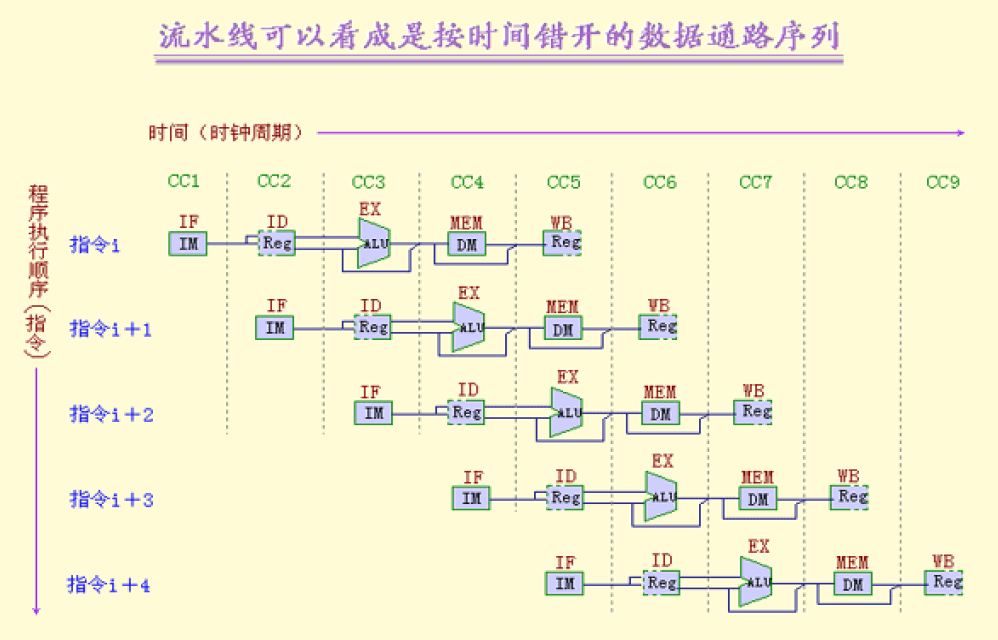 流水线可以看成是按时间错开的数据通路序列
时间（时钟周期）
CC1 CC2 CC3 CC4 CC5 CC6 CC7 CC8 CC9
程序执行顺序(指令)
IF ID EX MEM WB
指令i IM Reg ALU DM Reg
IF ID EX MEM WB
指令i+1 IM Reg ALU DM Reg
IF ID EX MEM WB
指令i+2 IM Reg ALU DM Reg
IF ID EX MEM WB
指令i+3 IM Reg ALU DM Reg
IF ID EX MEM WB
指令i+4 IM Reg ALU DM Reg